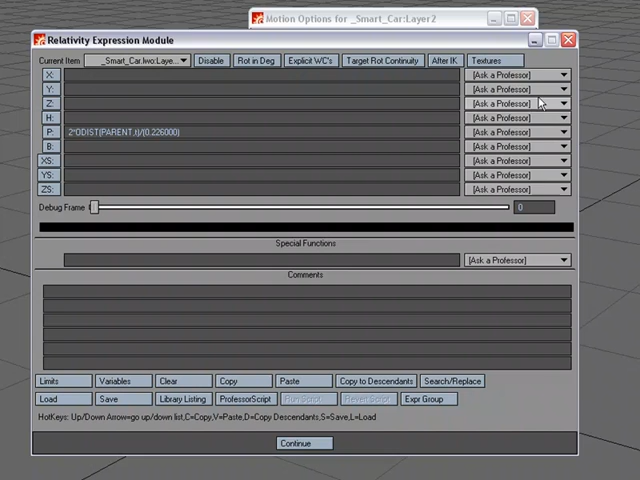 Motion Options for _Smart_Car:Layer2
Relativity Expression Module
Current Item _Smart_Car.lwo:Laye... Disable Rot in Deg Explicit WC's Target Rot Continuity After IK Textures
X: [Ask a Professor]
Y: [Ask a Professor]
Z: [Ask a Professor]
H: [Ask a Professor]
P: 2*ODIST(PARENT,t)/(0.226000) [Ask a Professor]
B: [Ask a Professor]
XS: [Ask a Professor]
YS: [Ask a Professor]
ZS: [Ask a Professor]
Debug Frame 0
Special Functions
[Ask a Professor]
Comments
Limits Variables Clear Copy Paste Copy to Descendants Search/Replace
Load Save Library Listing ProfessorScript Run Script Revert Script Expr Group
HotKeys: Up/Down Arrow=go up/down list,C=Copy,V=Paste,D=Copy Descendants,S=Save,L=Load
Continue